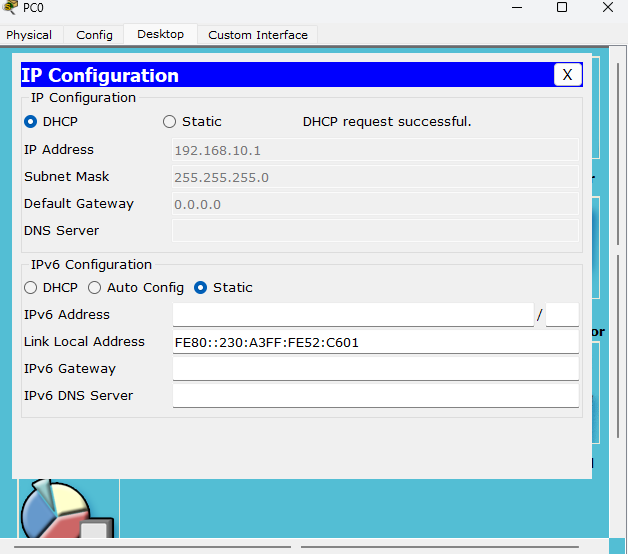 PC0
Physical Config Desktop Custom Interface
IP Configuration X
IP Configuration
DHCP Static DHCP request successful.
IP Address 192.168.10.1
Subnet Mask 255.255.255.0
Default Gateway 0.0.0.0
DNS Server
IPv6 Configuration
DHCP Auto Config Static
IPv6 Address /
Link Local Address FE80::230:A3FF:FE52:C601
IPv6 Gateway
IPv6 DNS Server